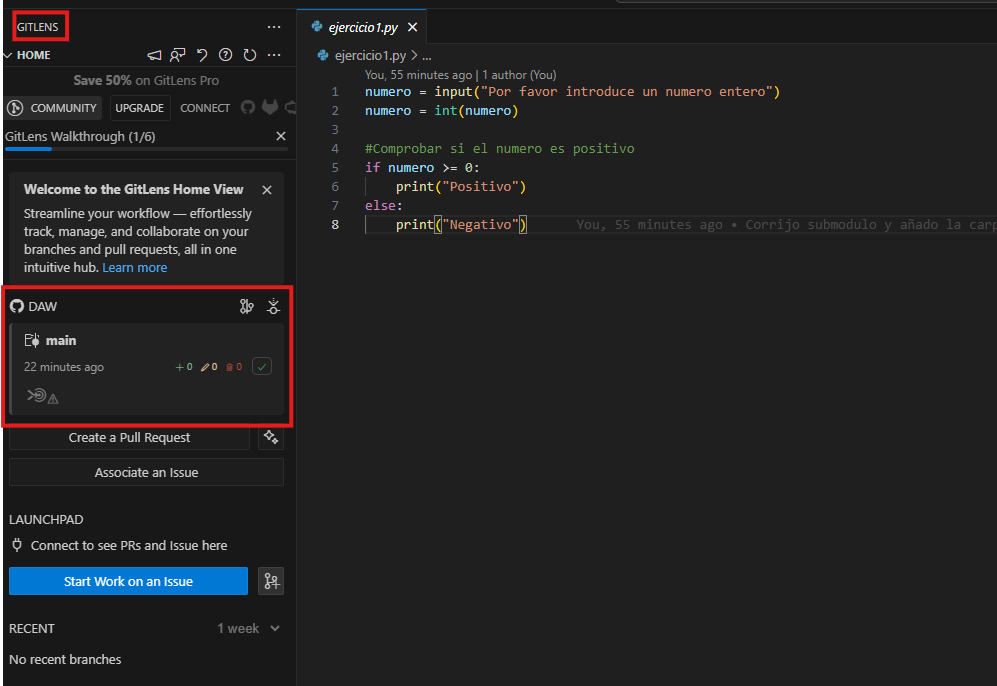 GITLENS
HOME
Save 50% on GitLens Pro
COMMUNITY UPGRADE CONNECT
GitLens Walkthrough (1/6)
Welcome to the GitLens Home View
Streamline your workflow — effortlessly
track, manage, and collaborate on your
branches and pull requests, all in one
intuitive hub. Learn more
DAW
main
22 minutes ago +0 0 0
Create a Pull Request
Associate an Issue
LAUNCHPAD
Connect to see PRs and Issue here
Start Work on an Issue
RECENT 1 week
No recent branches
ejercicio1.py
ejercicio1.py > ...
You, 55 minutes ago | 1 author (You)
1 numero = input("Por favor introduce un numero entero")
2 numero = int(numero)
3
4 #Comprobar si el numero es positivo
5 if numero >= 0:
6 print("Positivo")
7 else:
8 print("Negativo") You, 55 minutes ago • Corrijo submodulo y añado la carp